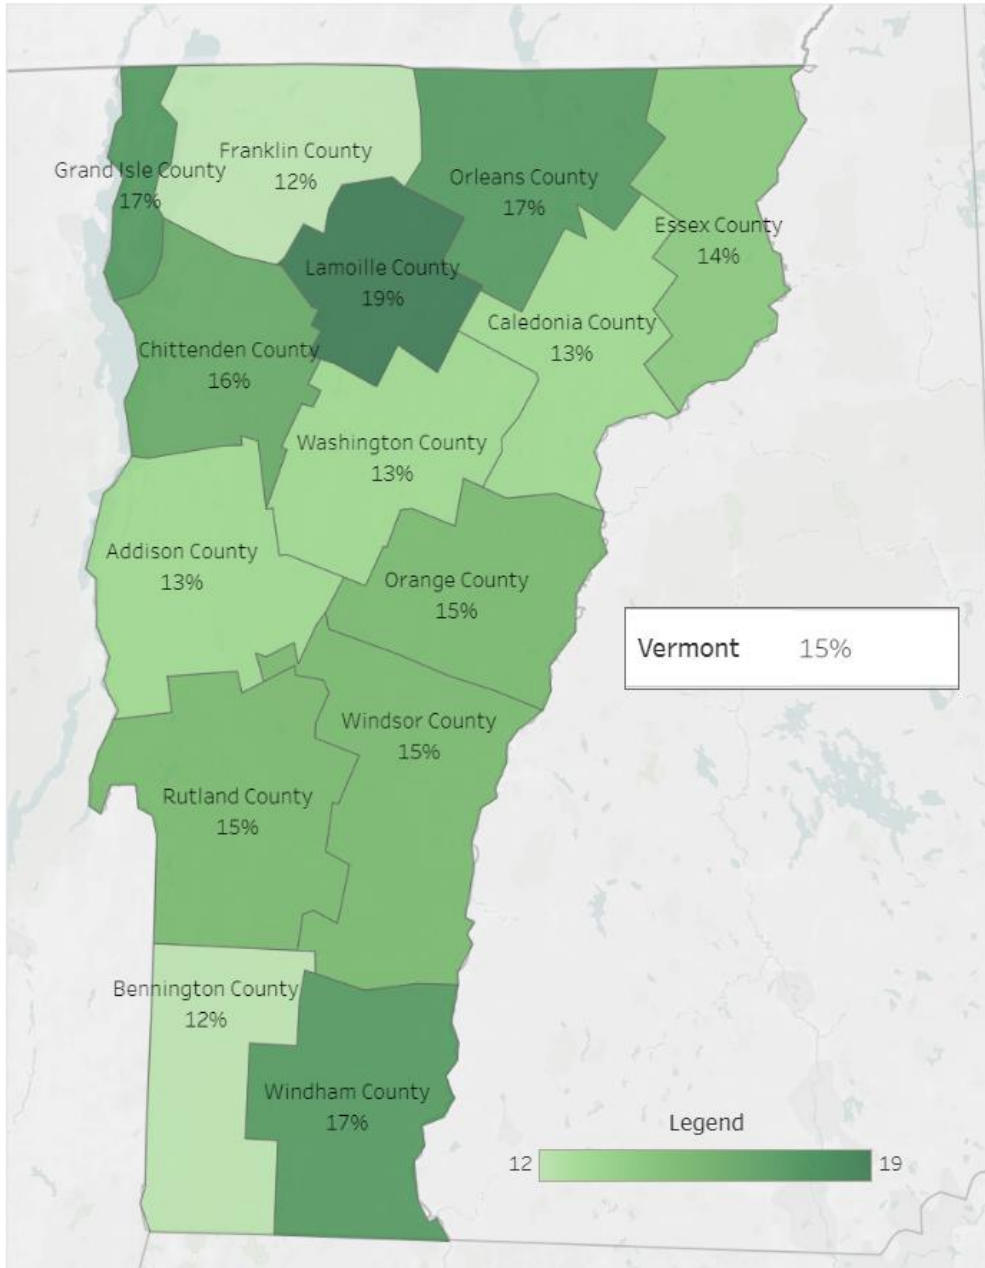 Franklin County
12%
Grand Isle County
17%
Orleans County
17%
Essex County
14%
Lamoille County
19%
Caledonia County
13%
Chittenden County
16%
Washington County
13%
Addison County
13%
Orange County
15%
Vermont 15%
Windsor County
15%
Rutland County
15%
Bennington County
12%
Windham County
17%
Legend
12 19